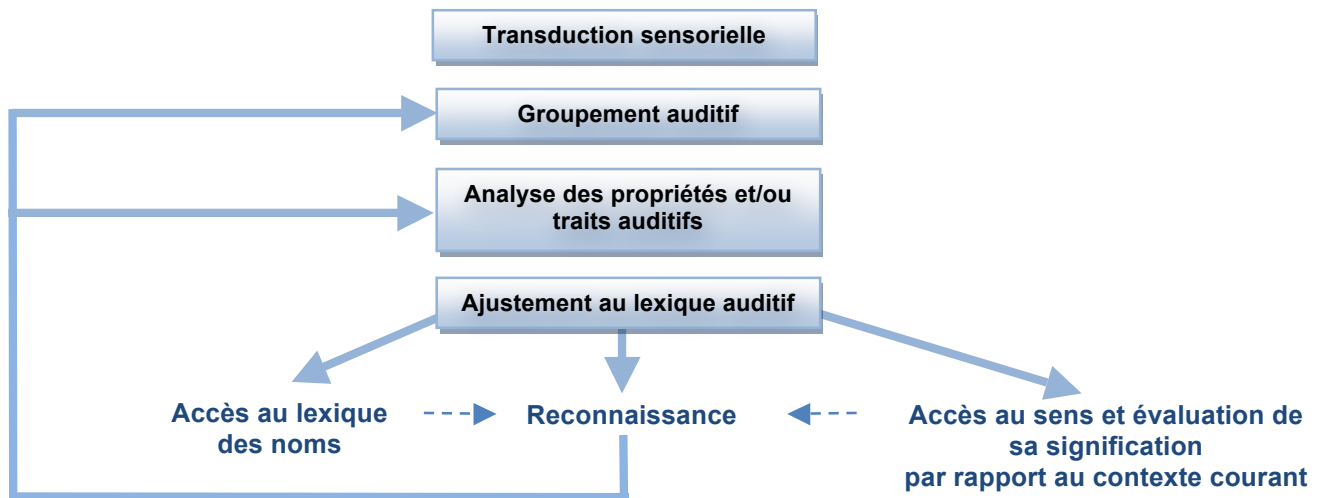 Transduction sensorielle
Groupement auditif
Analyse des propriétés et/ou
traits auditifs
Ajustement au lexique auditif
Accès au lexique
des noms
Reconnaissance
Accès au sens et évaluation de
sa signification
par rapport au contexte courant